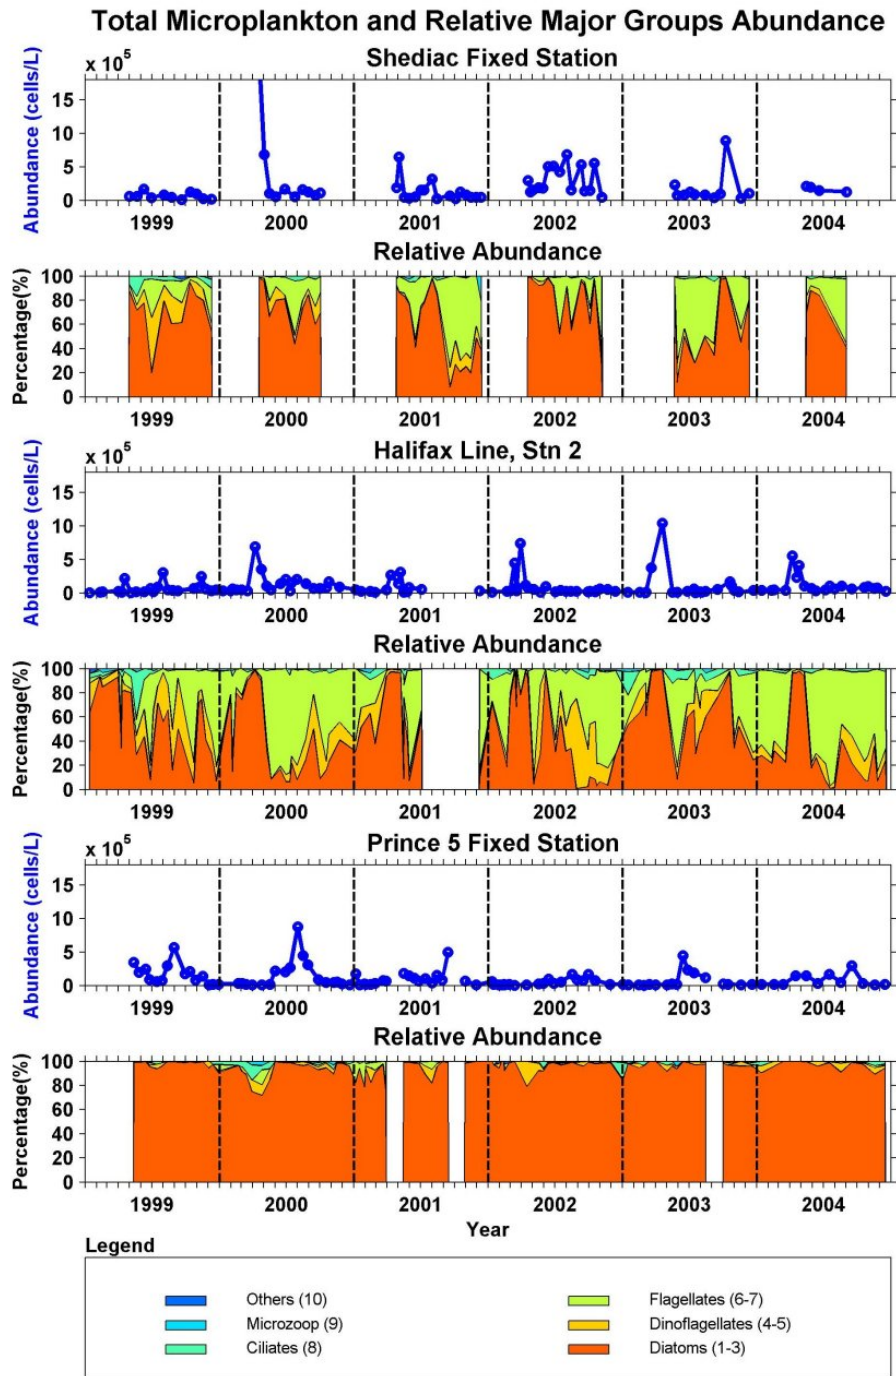 Total Microplankton and Relative Major Groups Abundance
Shediac Fixed Station
x 10^5
Abundance (cells/L)
15
10
5
0
1999 2000 2001 2002 2003 2004
Relative Abundance
Percentage(%)
100
80
60
40
20
0
1999 2000 2001 2002 2003 2004
Halifax Line, Stn 2
x 10^5
Abundance (cells/L)
15
10
5
0
1999 2000 2001 2002 2003 2004
Relative Abundance
Percentage(%)
100
80
60
40
20
0
1999 2000 2001 2002 2003 2004
Prince 5 Fixed Station
x 10^5
Abundance (cells/L)
15
10
5
0
1999 2000 2001 2002 2003 2004
Relative Abundance
Percentage(%)
100
80
60
40
20
0
1999 2000 2001 2002 2003 2004
Year
Legend
Others (10)
Microzoop (9)
Ciliates (8)
Flagellates (6-7)
Dinoflagellates (4-5)
Diatoms (1-3)